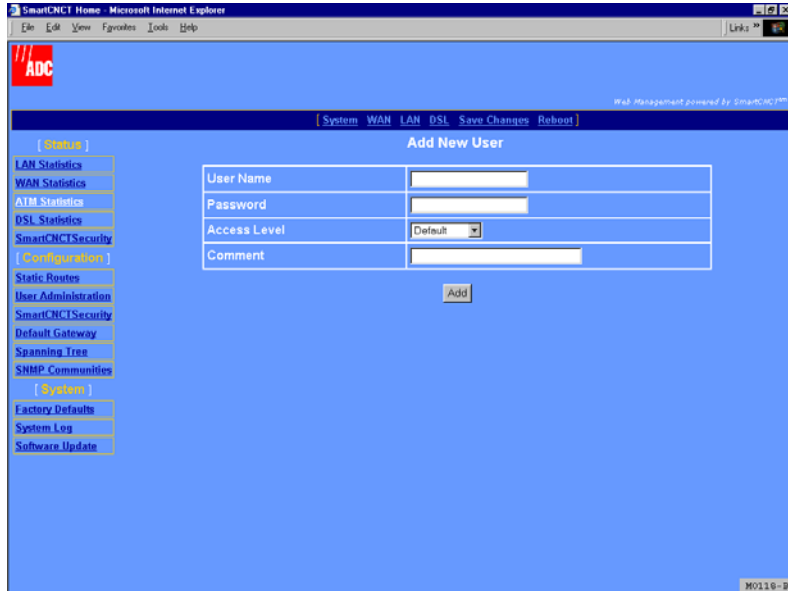 SmartCNCT Home - Microsoft Internet Explorer
File Edit View Favorites Tools Help Links »
ADC
Web Management powered by SmartCNCT™
[ System WAN LAN DSL Save Changes Reboot ]
[ Status ]
LAN Statistics
WAN Statistics
ATM Statistics
DSL Statistics
SmartCNCTSecurity
[ Configuration ]
Static Routes
User Administration
SmartCNCTSecurity
Default Gateway
Spanning Tree
SNMP Communities
[ System ]
Factory Defaults
System Log
Software Update
Add New User
User Name
Password
Access Level Default
Comment
Add
M0118-B